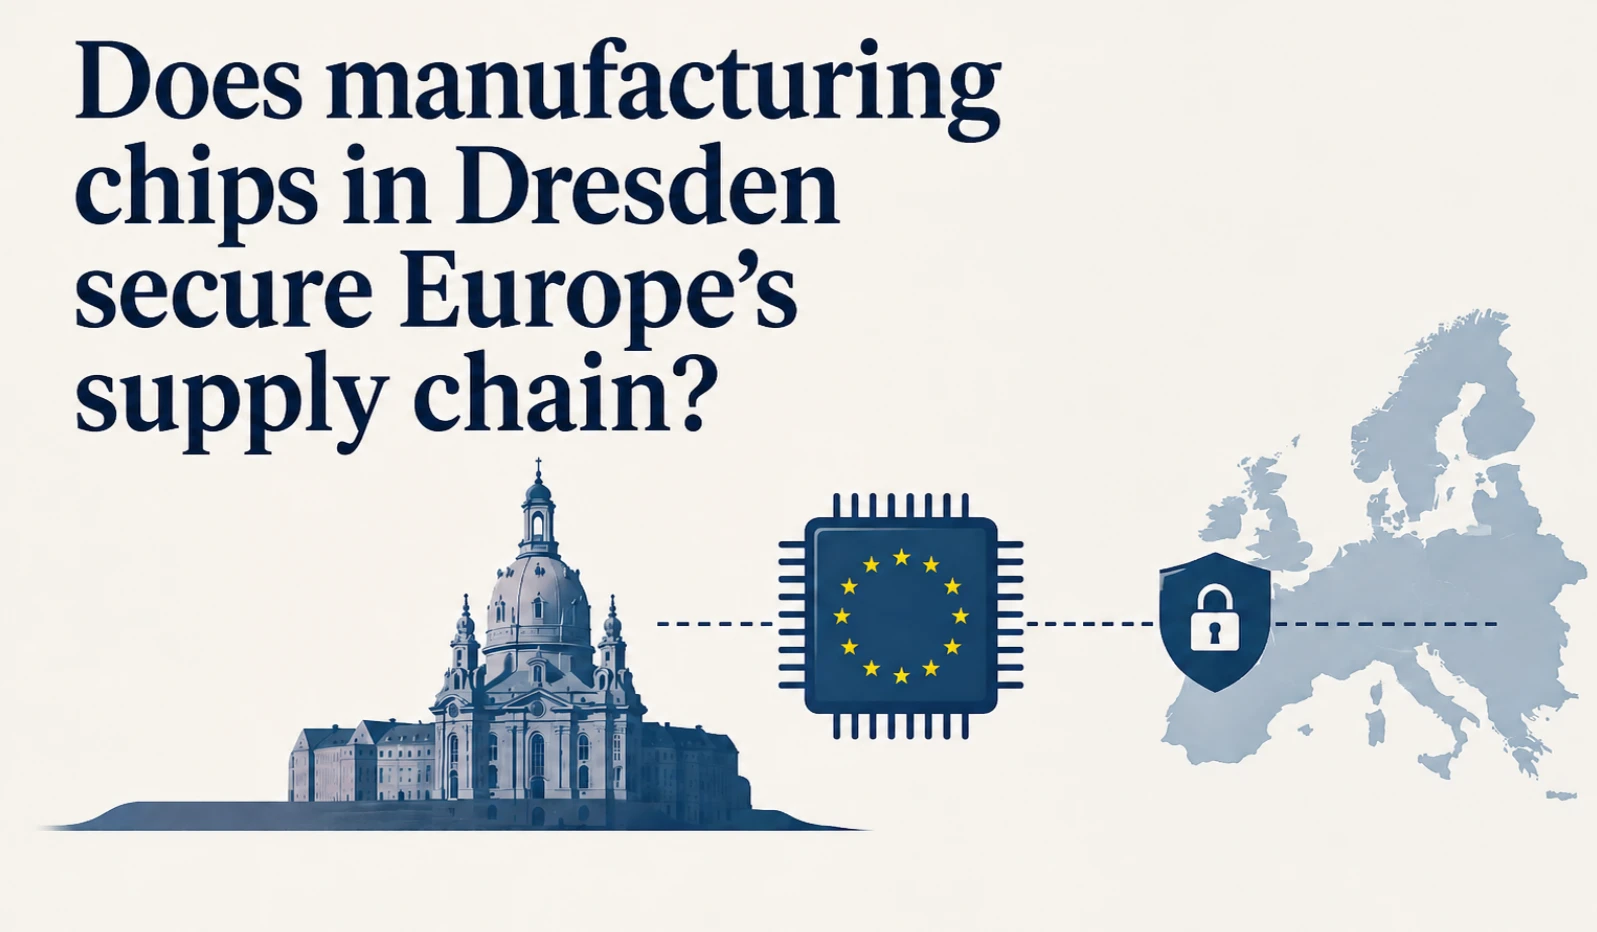 Does manufacturing
chips in Dresden
secure Europe’s
supply chain?